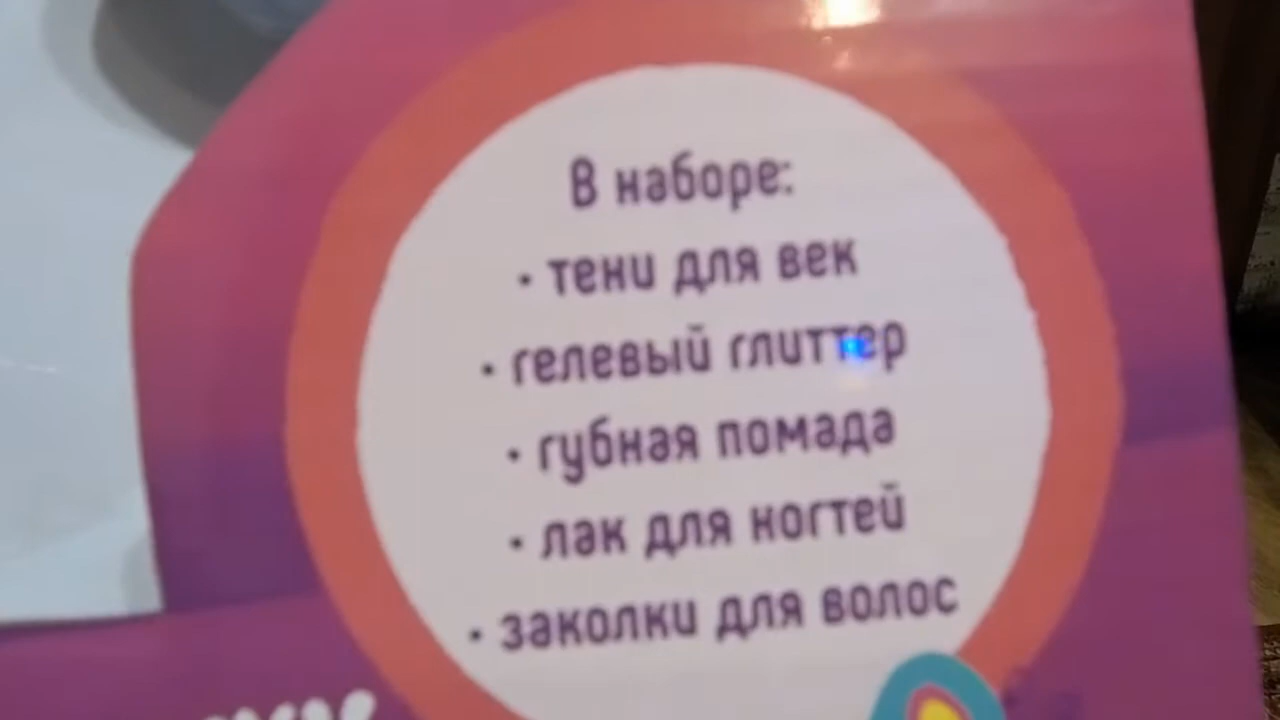 В наборе:
• тени для век
• гелевый глиттер
• губная помада
• лак для ногтей
• заколки для волос